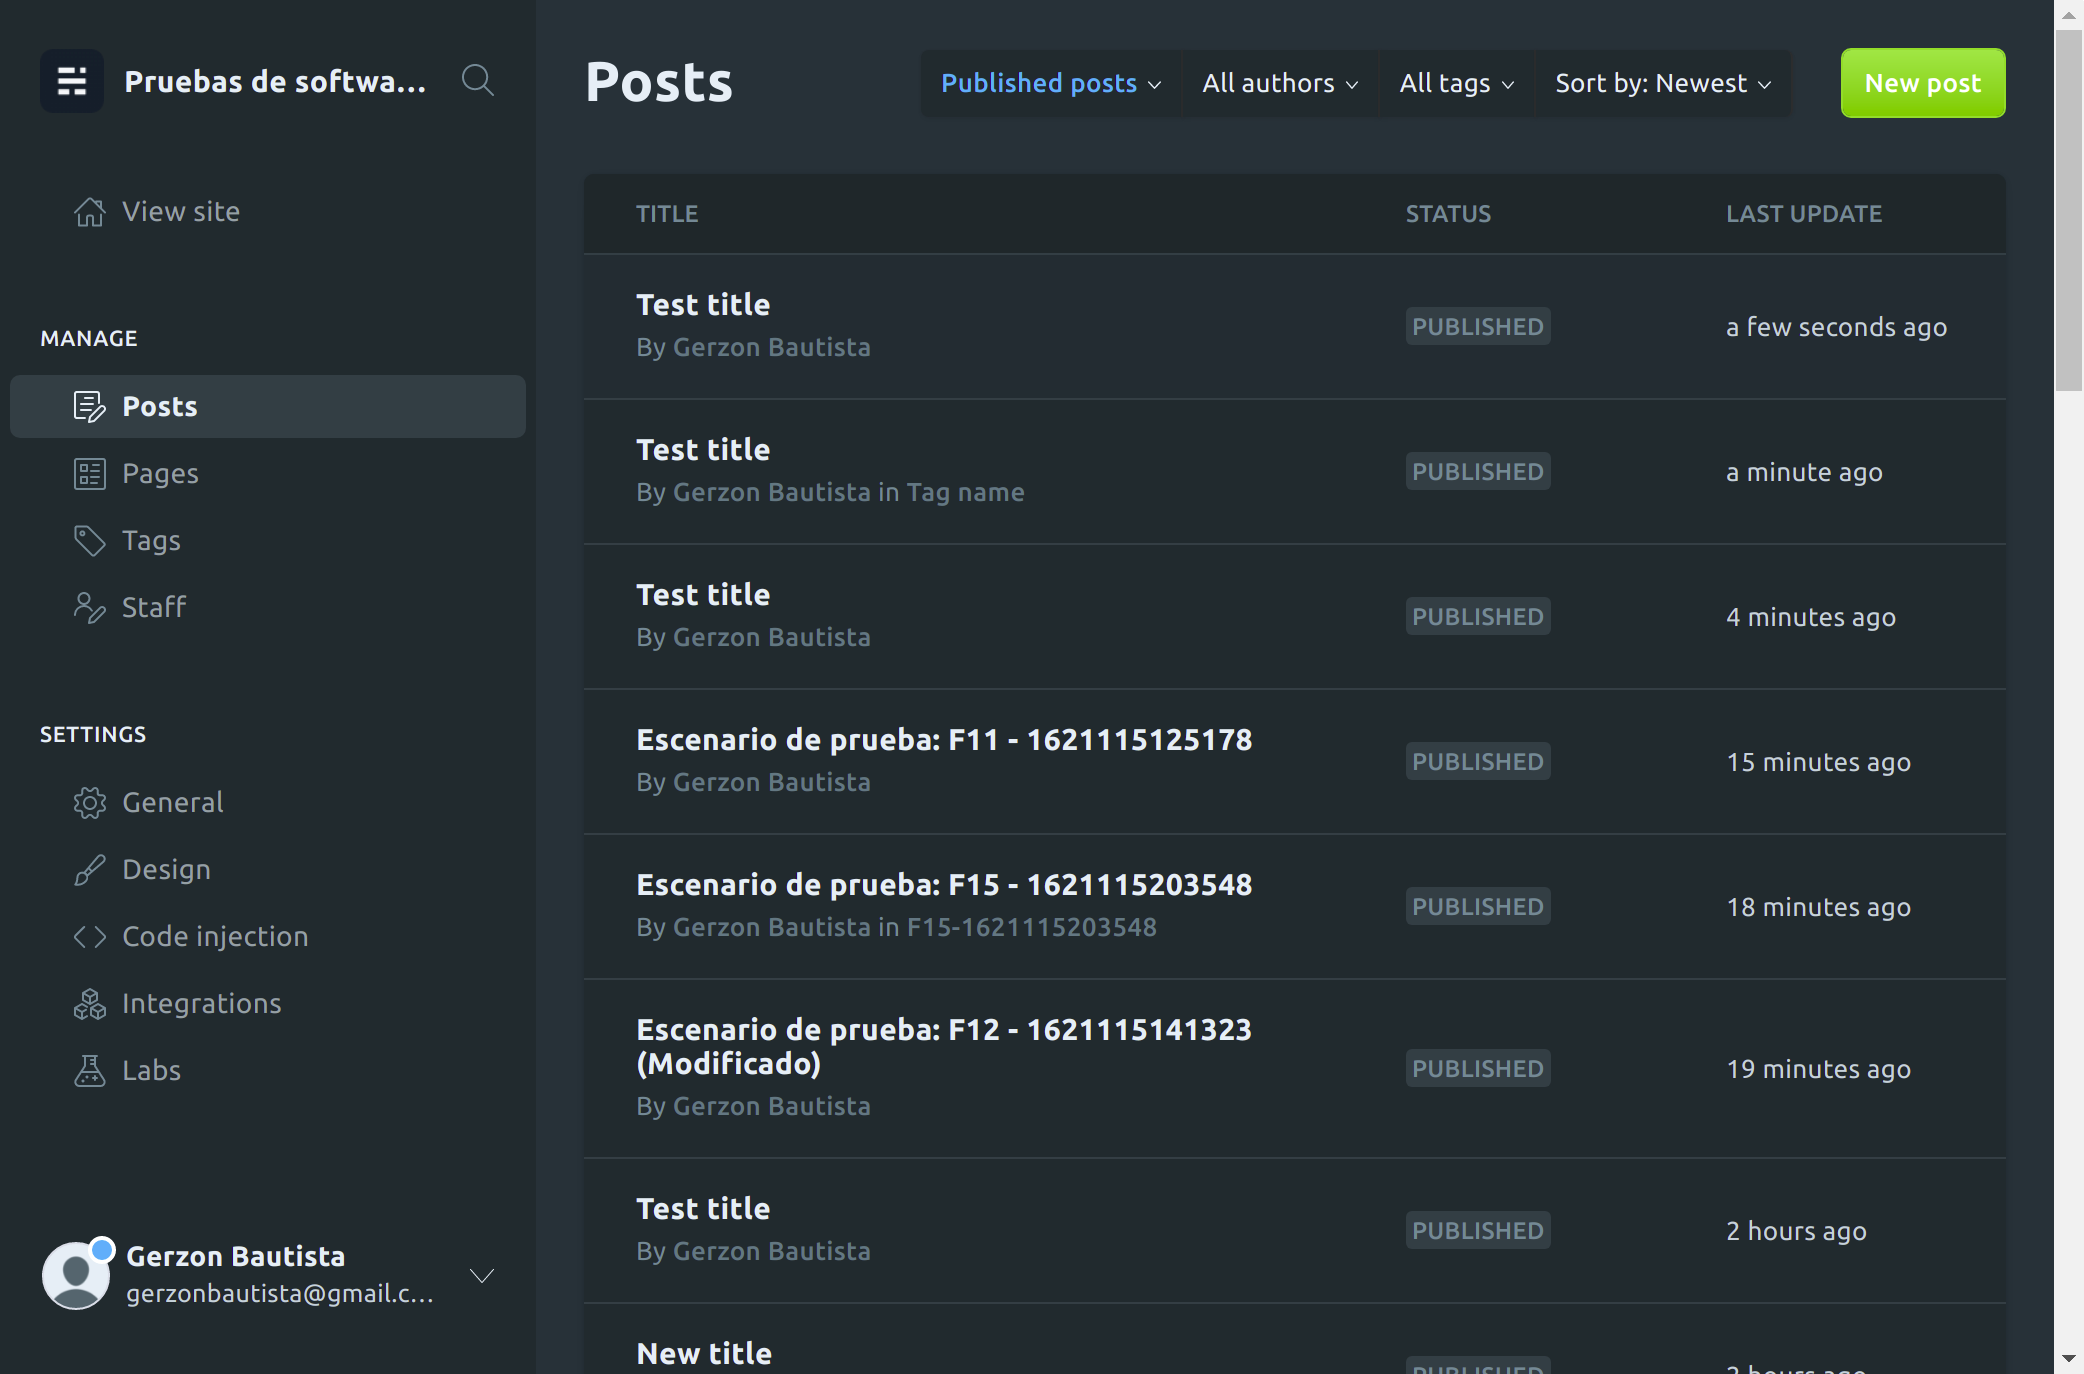 Pruebas de softwa...
View site
MANAGE
Posts
Pages
Tags
Staff
SETTINGS
General
Design
Code injection
Integrations
Labs
Gerzon Bautista
gerzonbautista@gmail.c...
Posts
Published posts All authors All tags Sort by: Newest New post
TITLE STATUS LAST UPDATE
Test title
By Gerzon Bautista
PUBLISHED a few seconds ago
Test title
By Gerzon Bautista in Tag name
PUBLISHED a minute ago
Test title
By Gerzon Bautista
PUBLISHED 4 minutes ago
Escenario de prueba: F11 - 1621115125178
By Gerzon Bautista
PUBLISHED 15 minutes ago
Escenario de prueba: F15 - 1621115203548
By Gerzon Bautista in F15-1621115203548
PUBLISHED 18 minutes ago
Escenario de prueba: F12 - 1621115141323
(Modificado)
By Gerzon Bautista
PUBLISHED 19 minutes ago
Test title
By Gerzon Bautista
PUBLISHED 2 hours ago
New title
PUBLISHED hours ago